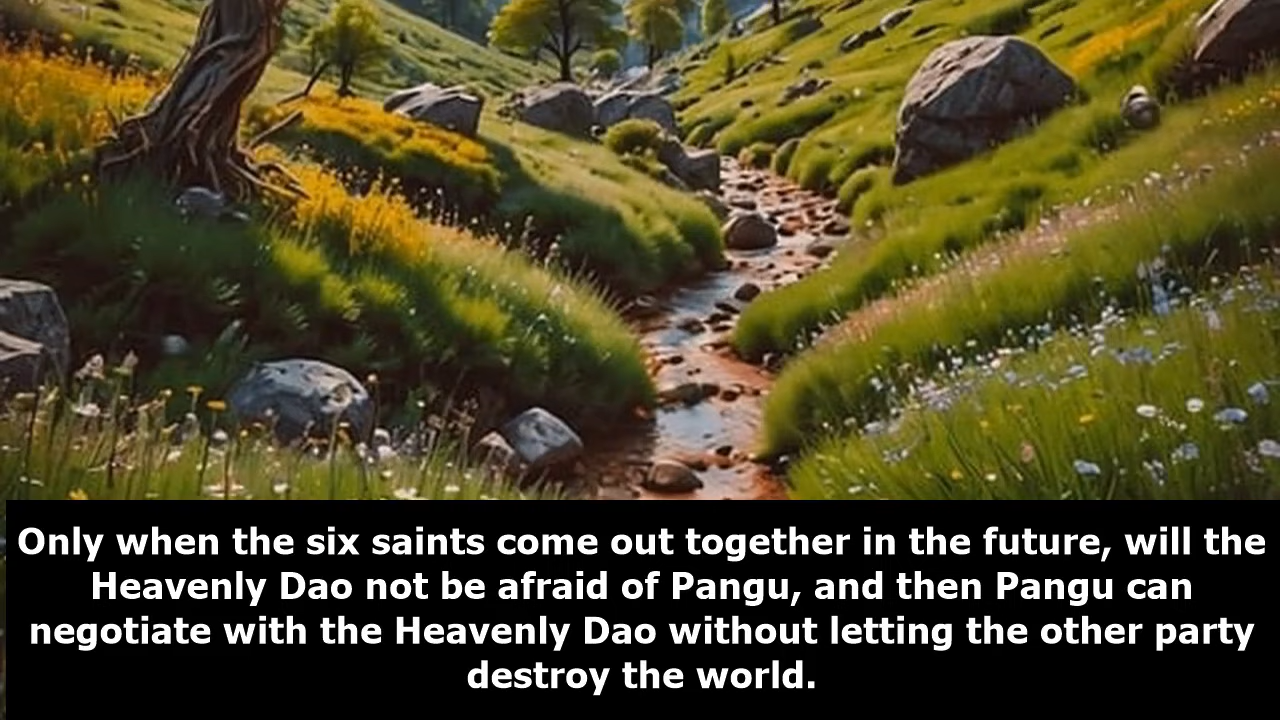 Only when the six saints come out together in the future, will the
Heavenly Dao not be afraid of Pangu, and then Pangu can
negotiate with the Heavenly Dao without letting the other party
destroy the world.